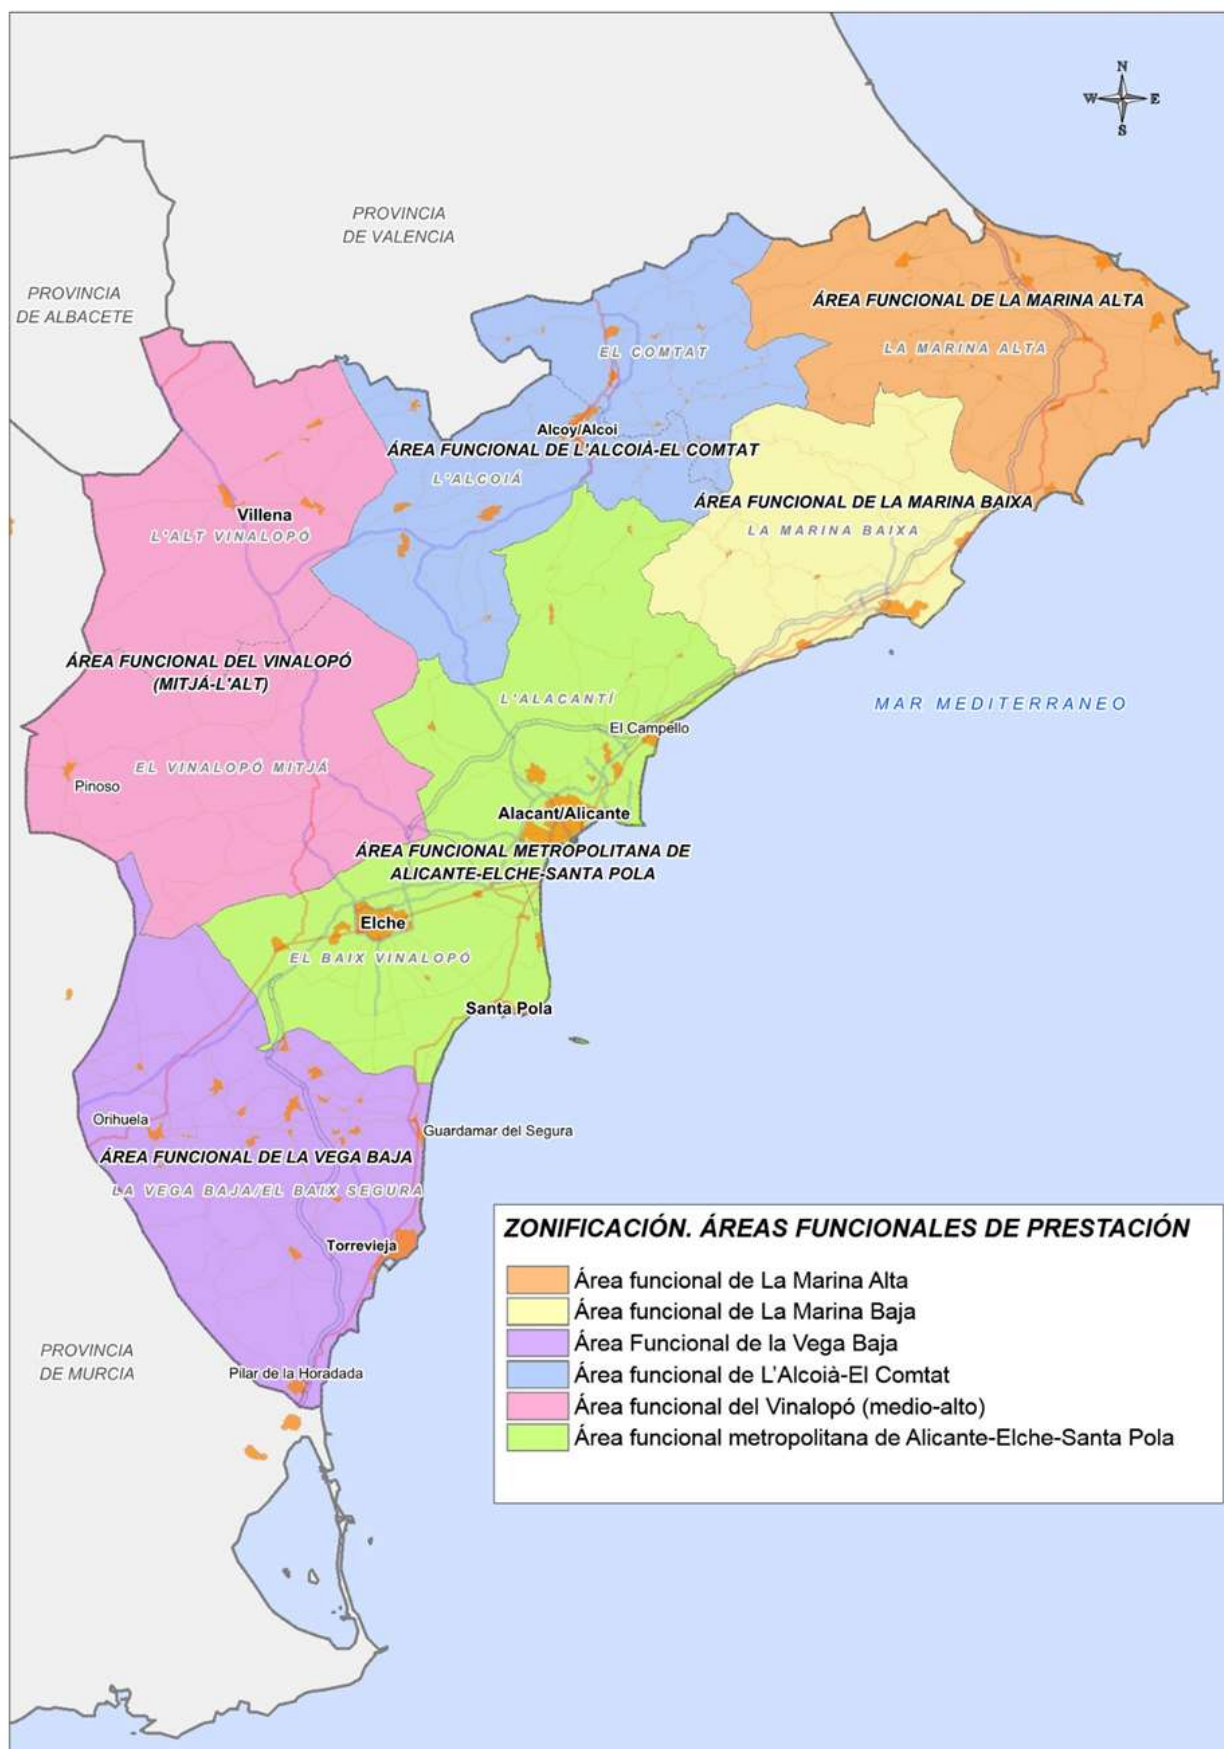 N
W E
S
PROVINCIA
DE VALENCIA
PROVINCIA
DE ALBACETE
ÁREA FUNCIONAL DE LA MARINA ALTA
LA MARINA ALTA
EL COMTAT
Alcoy/Alcoi
ÁREA FUNCIONAL DE L'ALCOIÀ-EL COMTAT
L'ALCOIÁ
ÁREA FUNCIONAL DE LA MARINA BAIXA
LA MARINA BAIXA
Villena
L'ALT VINALOPÓ
ÁREA FUNCIONAL DEL VINALOPÓ
(MITJÁ-L'ALT)
L'ALACANTÍ
MAR MEDITERRANEO
El Campello
EL VINALOPÓ MITJÁ
Pinoso
Alacant/Alicante
ÁREA FUNCIONAL METROPOLITANA DE
ALICANTE-ELCHE-SANTA POLA
Elche
EL BAIX VINALOPÓ
Santa Pola
Orihuela
Guardamar del Segura
ÁREA FUNCIONAL DE LA VEGA BAJA
LA VEGA BAJA/EL BAIX SEGURA
Torrevieja
PROVINCIA
DE MURCIA
Pilar de la Horadada
ZONIFICACIÓN. ÁREAS FUNCIONALES DE PRESTACIÓN
Área funcional de La Marina Alta
Área funcional de La Marina Baja
Área Funcional de la Vega Baja
Área funcional de L'Alcoià-El Comtat
Área funcional del Vinalopó (medio-alto)
Área funcional metropolitana de Alicante-Elche-Santa Pola